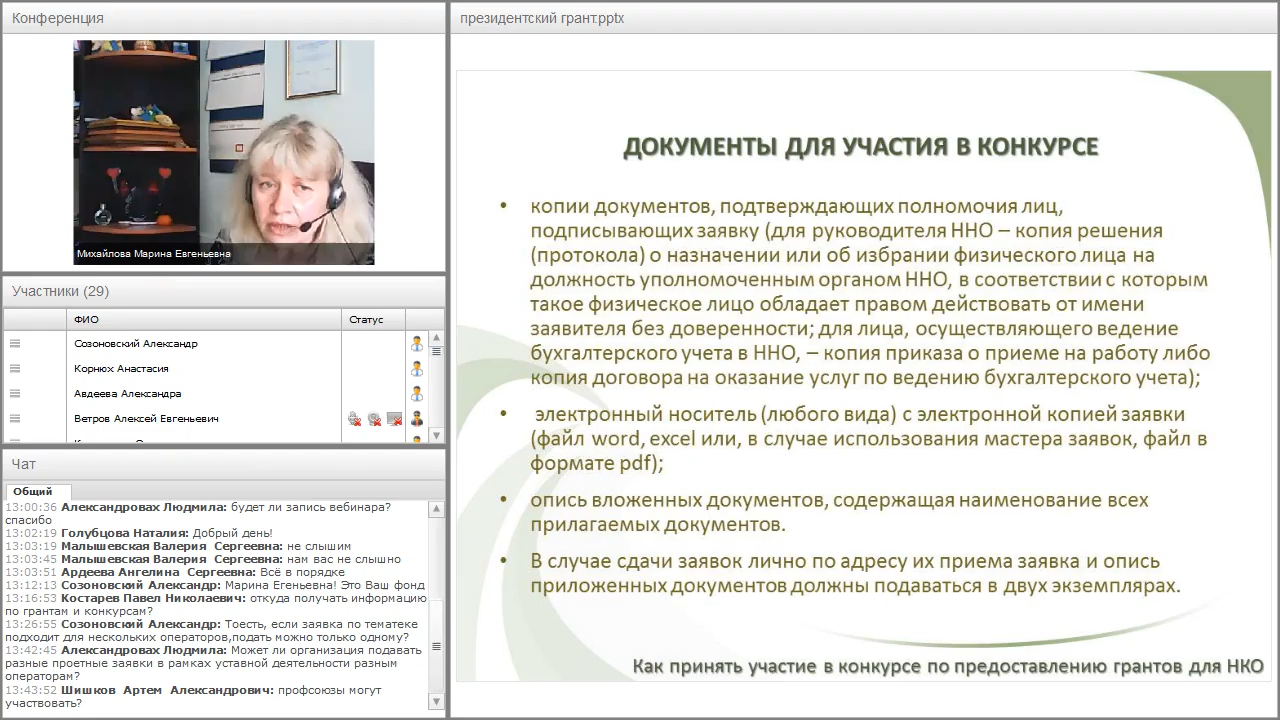 Конференция
Михайлова Марина Евгеньевна
Участники (29)
ФИО
Статус
Созоновский Александр
Корнюх Анастасия
Авдеева Александра
Ветров Алексей Евгеньевич
Чат
Общий
13:00:36 Александровах Людмила: будет ли запись вебинара?
спасибо
13:02:19 Голубцова Наталия: Добрый день!
13:03:19 Малышевская Валерия Сергеевна: не слышим
13:03:45 Малышевская Валерия Сергеевна: нам вас не слышно
13:03:51 Ардеева Ангелина Сергеевна: Всё в порядке
13:12:13 Созоновский Александр: Марина Егеньевна! Это Ваш фонд
13:16:53 Костарев Павел Николаевич: откуда получать информацию
по грантам и конкурсам?
13:26:55 Созоновский Александр: Тоесть, если заявка по тематеке
подходит для нескольких операторов,подать можно только одному?
13:42:45 Александровах Людмила: Может ли организация подавать
разные проетные заявки в рамках уставной деятельности разным
операторам?
13:43:52 Шишков Артем Александрович: профсоюзы могут
участвовать?
президентский грант.pptx
ДОКУМЕНТЫ ДЛЯ УЧАСТИЯ В КОНКУРСЕ
• копии документов, подтверждающих полномочия лиц,
подписывающих заявку (для руководителя ННО – копия решения
(протокола) о назначении или об избрании физического лица на
должность уполномоченным органом ННО, в соответствии с которым
такое физическое лицо обладает правом действовать от имени
заявителя без доверенности; для лица, осуществляющего ведение
бухгалтерского учета в ННО, – копия приказа о приеме на работу либо
копия договора на оказание услуг по ведению бухгалтерского учета);
• электронный носитель (любого вида) с электронной копией заявки
(файл word, excel или, в случае использования мастера заявок, файл в
формате pdf);
• опись вложенных документов, содержащая наименование всех
прилагаемых документов.
• В случае сдачи заявок лично по адресу их приема заявка и опись
приложенных документов должны подаваться в двух экземплярах.
Как принять участие в конкурсе по предоставлению грантов для НКО